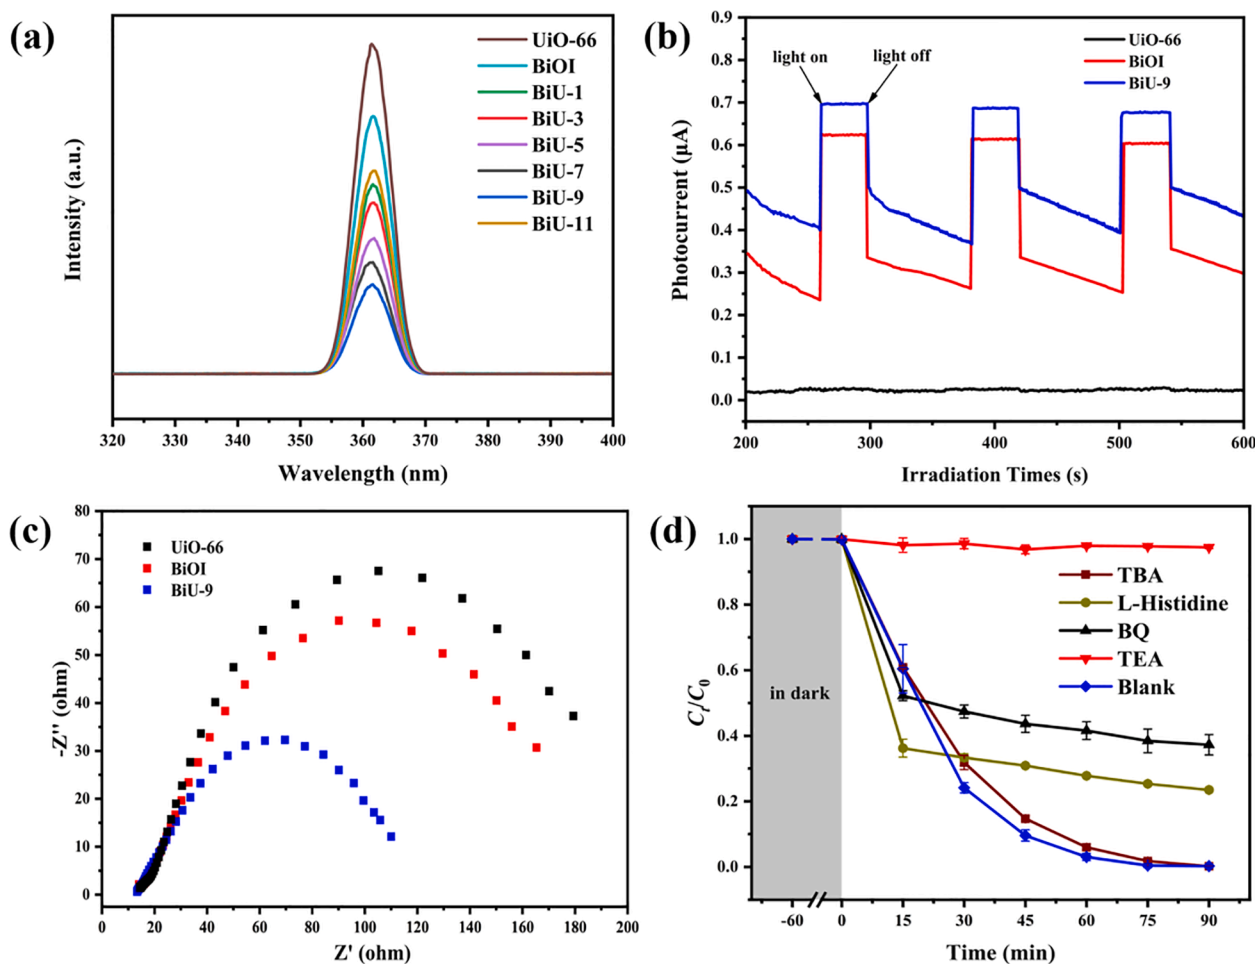 (a)
UiO-66
BiOI
BiU-1
BiU-3
BiU-5
BiU-7
BiU-9
BiU-11
Intensity (a.u.)
320 330 340 350 360 370 380 390 400
Wavelength (nm)
(b)
UiO-66
BiOI
BiU-9
light on
light off
0.9
0.8
0.7
0.6
0.5
0.4
0.3
0.2
0.1
0.0
Photocurrent (μA)
200 300 400 500 600
Irradiation Times (s)
(c)
UiO-66
BiOI
BiU-9
80
70
60
50
40
30
20
10
0
-Z'' (ohm)
0 20 40 60 80 100 120 140 160 180 200
Z' (ohm)
(d)
TBA
L-Histidine
BQ
TEA
Blank
in dark
1.0
0.8
0.6
0.4
0.2
0.0
Ct/C0
-60 0 15 30 45 60 75 90
Time (min)